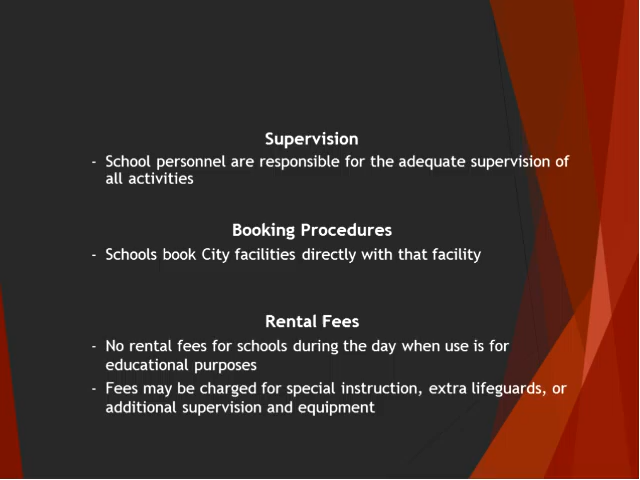 Supervision
- School personnel are responsible for the adequate supervision of
all activities
Booking Procedures
- Schools book City facilities directly with that facility
Rental Fees
- No rental fees for schools during the day when use is for
educational purposes
- Fees may be charged for special instruction, extra lifeguards, or
additional supervision and equipment